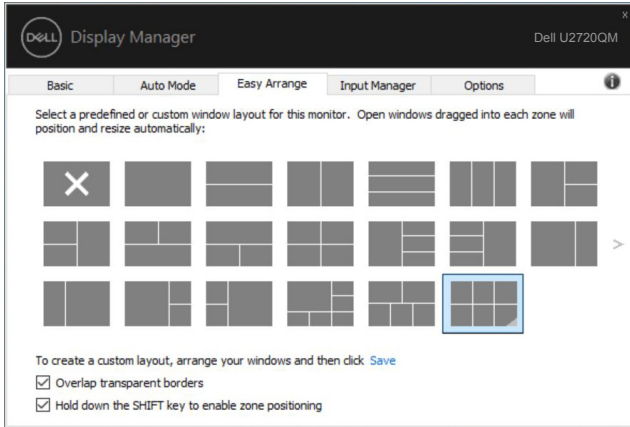 x
DELL Display Manager
Dell U2720QM
Basic Auto Mode Easy Arrange Input Manager Options i
Select a predefined or custom window layout for this monitor. Open windows dragged into each zone will
position and resize automatically:
>
To create a custom layout, arrange your windows and then click Save
Overlap transparent borders
Hold down the SHIFT key to enable zone positioning